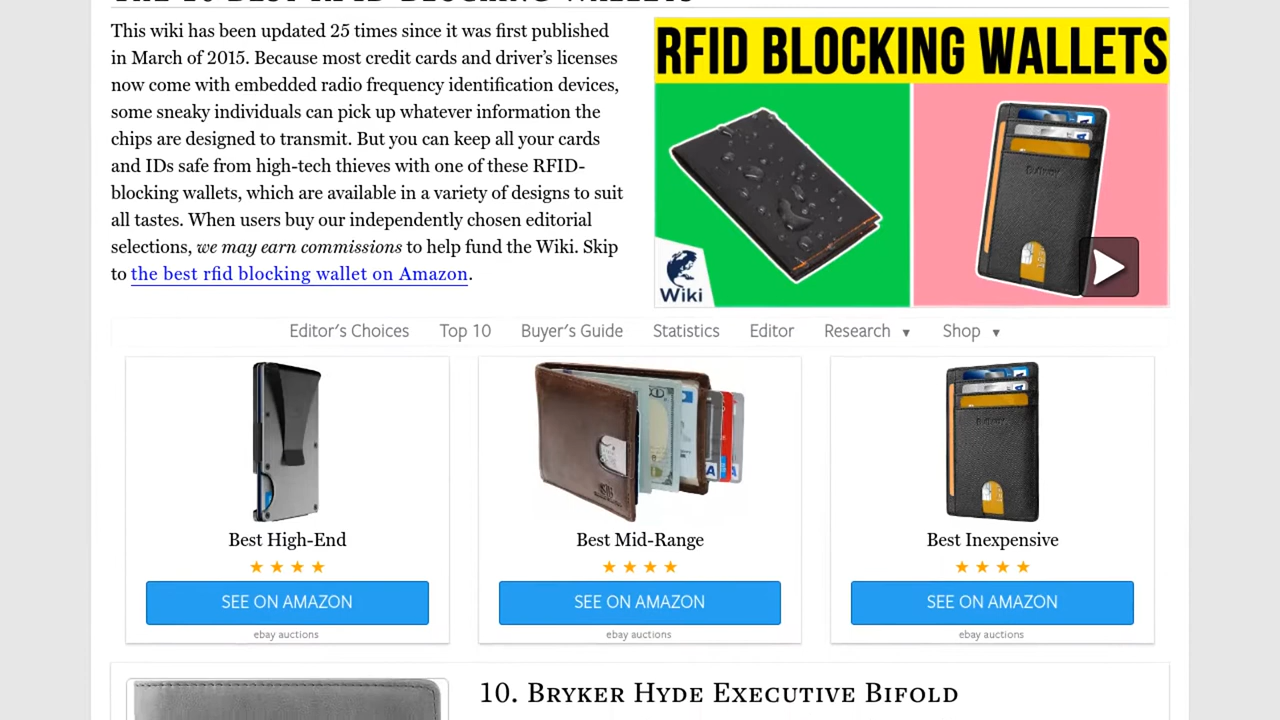 This wiki has been updated 25 times since it was first published
in March of 2015. Because most credit cards and driver's licenses
now come with embedded radio frequency identification devices,
some sneaky individuals can pick up whatever information the
chips are designed to transmit. But you can keep all your cards
and IDs safe from high-tech thieves with one of these RFID-
blocking wallets, which are available in a variety of designs to suit
all tastes. When users buy our independently chosen editorial
selections, we may earn commissions to help fund the Wiki. Skip
to the best rfid blocking wallet on Amazon.
RFID BLOCKING WALLETS
Buffway
Wiki
Editor's Choices Top 10 Buyer's Guide Statistics Editor Research ▼ Shop ▼
Best High-End
SEE ON AMAZON
ebay auctions
Best Mid-Range
SEE ON AMAZON
ebay auctions
Buffway
Best Inexpensive
SEE ON AMAZON
ebay auctions
10. Bryker Hyde Executive Bifold